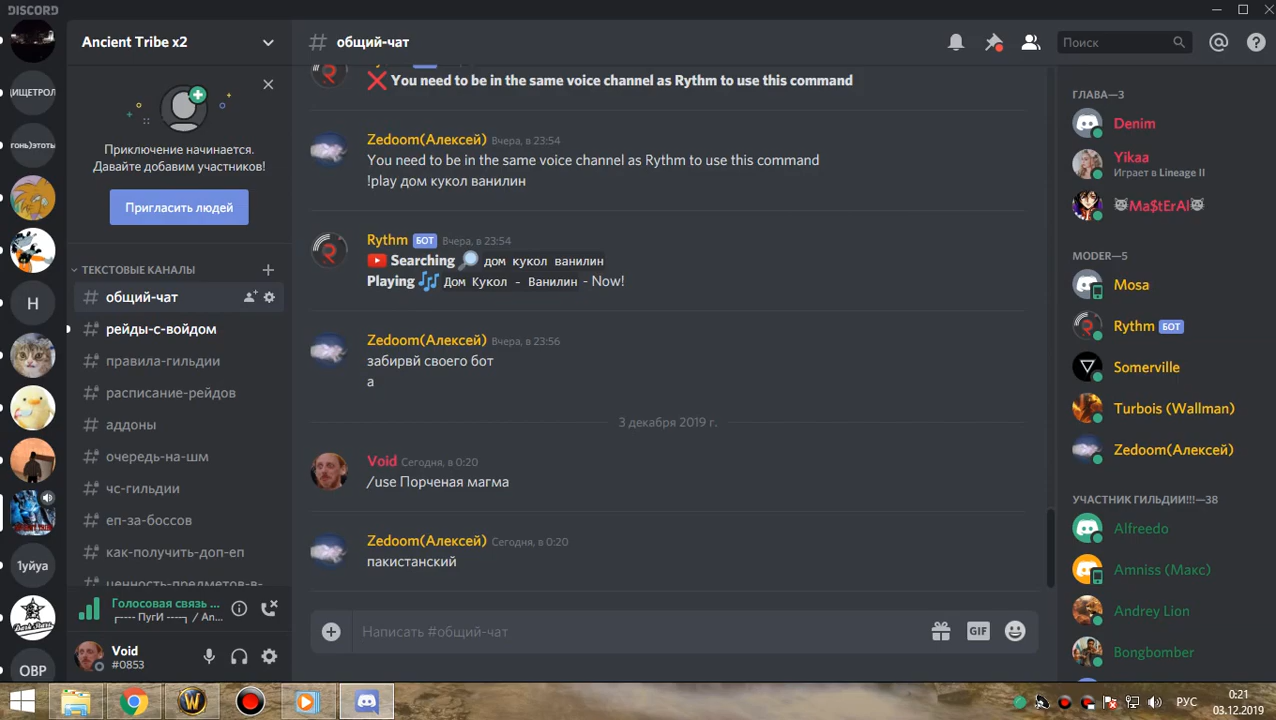 DISCORD
ИЩЕТРОЛ
гонь)этоты
Н
1уйуа
ОВР
Ancient Tribe x2
Приключение начинается.
Давайте добавим участников!
Пригласить людей
ТЕКСТОВЫЕ КАНАЛЫ
общий-чат
рейды-с-войдом
правила-гильдии
расписание-рейдов
аддоны
очередь-на-шм
чс-гильдии
еп-за-боссов
как-получить-доп-еп
ценность-предметов-в-
Голосовая связь ...
┌---- ПугИ ----┐ / An...
Void
#0853
# общий-чат
Поиск
You need to be in the same voice channel as Rythm to use this command
Zedoom(Алексей) Вчера, в 23:54
You need to be in the same voice channel as Rythm to use this command
!play дом кукол ванилин
Rythm БОТ Вчера, в 23:54
Searching дом кукол ванилин
Playing Дом Кукол - Ванилин - Now!
Zedoom(Алексей) Вчера, в 23:56
забирвй своего бот
а
3 декабря 2019 г.
Void Сегодня, в 0:20
/use Порченая магма
Zedoom(Алексей) Сегодня, в 0:20
пакистанский
Написать #общий-чат
GIF
ГЛАВА—3
Denim
Yikaa
Играет в Lineage II
Ma$tErAl
MODER—5
Mosa
Rythm БОТ
Somerville
Turbois (Wallman)
Zedoom(Алексей)
УЧАСТНИК ГИЛЬДИИ!!!—38
Alfreedo
Amniss (Макс)
Andrey Lion
Bongbomber
РУС
0:21
03.12.2019